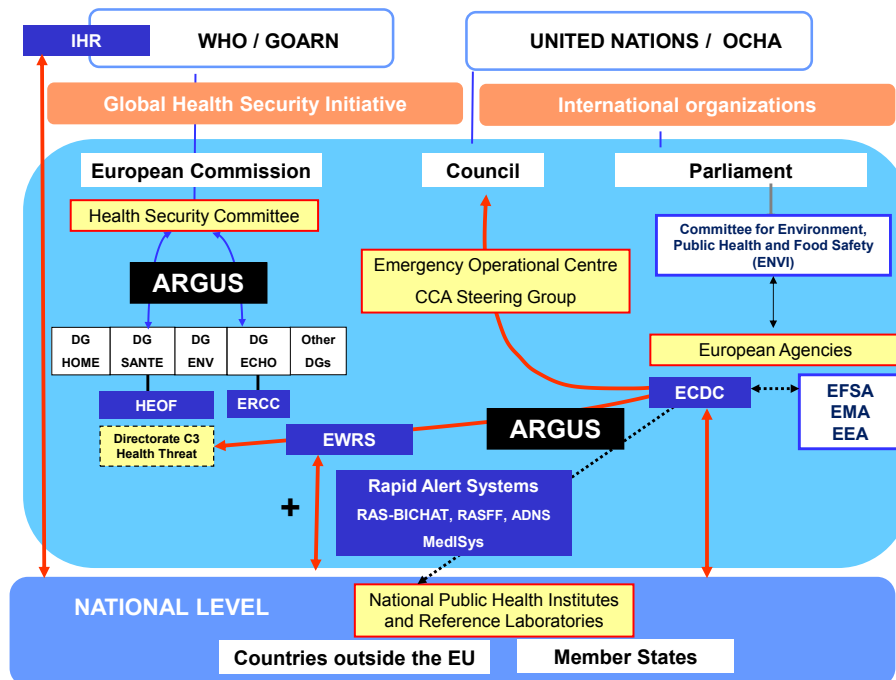 IHR
WHO / GOARN
UNITED NATIONS / OCHA
Global Health Security Initiative
International organizations
European Commission
Council
Parliament
Health Security Committee
Committee for Environment,
Public Health and Food Safety
(ENVI)
Emergency Operational Centre
CCA Steering Group
ARGUS
DG
HOME
DG
SANTE
DG
ENV
DG
ECHO
Other
DGs
European Agencies
HEOF
ERCC
ECDC
EFSA
EMA
EEA
Directorate C3
Health Threat
EWRS
ARGUS
Rapid Alert Systems
RAS-BICHAT, RASFF, ADNS
MedISys
+
NATIONAL LEVEL
National Public Health Institutes
and Reference Laboratories
Countries outside the EU
Member States